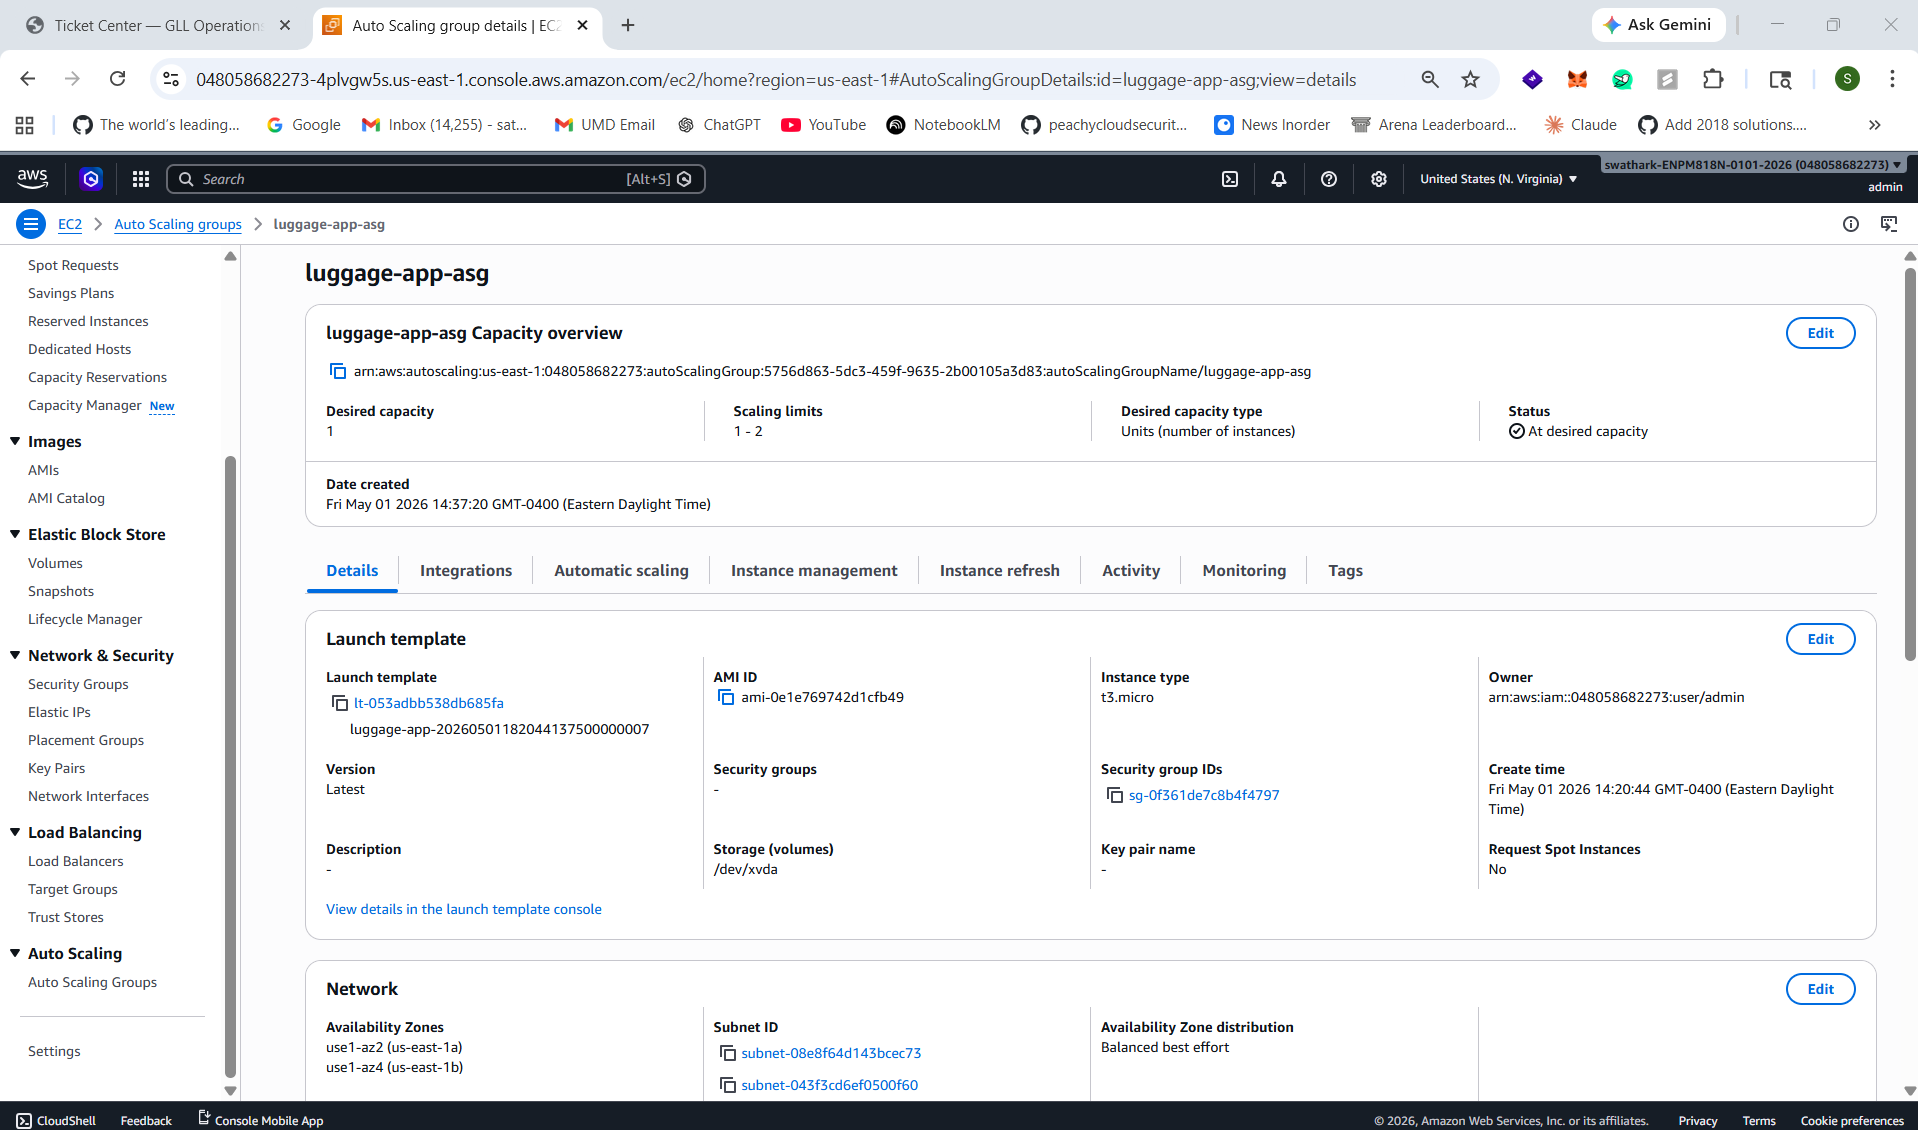 Ticket Center — GLL Operation
Auto Scaling group details | EC2
Ask Gemini
048058682273-4plvgw5s.us-east-1.console.aws.amazon.com/ec2/home?region=us-east-1#AutoScalingGroupDetails:id=luggage-app-asg;view=details
S
The world's leading...
Google
Inbox (14,255) - sat...
UMD Email
ChatGPT
YouTube
NotebookLM
peachycloudsecurit...
News Inorder
Arena Leaderboard...
Claude
Add 2018 solutions....
»
aws
Search
[Alt+S]
United States (N. Virginia)
swathark-ENPM818N-0101-2026 (048058682273)
admin
EC2
Auto Scaling groups
luggage-app-asg
Spot Requests
Savings Plans
Reserved Instances
Dedicated Hosts
Capacity Reservations
Capacity Manager New
Images
AMIs
AMI Catalog
Elastic Block Store
Volumes
Snapshots
Lifecycle Manager
Network & Security
Security Groups
Elastic IPs
Placement Groups
Key Pairs
Network Interfaces
Load Balancing
Load Balancers
Target Groups
Trust Stores
Auto Scaling
Auto Scaling Groups
Settings
luggage-app-asg
luggage-app-asg Capacity overview
Edit
arn:aws:autoscaling:us-east-1:048058682273:autoScalingGroup:5756d863-5dc3-459f-9635-2b00105a3d83:autoScalingGroupName/luggage-app-asg
Desired capacity
1
Scaling limits
1 - 2
Desired capacity type
Units (number of instances)
Status
At desired capacity
Date created
Fri May 01 2026 14:37:20 GMT-0400 (Eastern Daylight Time)
Details
Integrations
Automatic scaling
Instance management
Instance refresh
Activity
Monitoring
Tags
Launch template
Edit
Launch template
lt-053adbb538db685fa
luggage-app-20260501182044137500000007
AMI ID
ami-0e1e769742d1cfb49
Instance type
t3.micro
Owner
arn:aws:iam::048058682273:user/admin
Version
Latest
Security groups
-
Security group IDs
sg-0f361de7c8b4f4797
Create time
Fri May 01 2026 14:20:44 GMT-0400 (Eastern Daylight
Time)
Description
-
Storage (volumes)
/dev/xvda
Key pair name
-
Request Spot Instances
No
View details in the launch template console
Network
Edit
Availability Zones
use1-az2 (us-east-1a)
use1-az4 (us-east-1b)
Subnet ID
subnet-08e8f64d143bcec73
subnet-043f3cd6ef0500f60
Availability Zone distribution
Balanced best effort
CloudShell
Feedback
Console Mobile App
© 2026, Amazon Web Services, Inc. or its affiliates.
Privacy
Terms
Cookie preferences